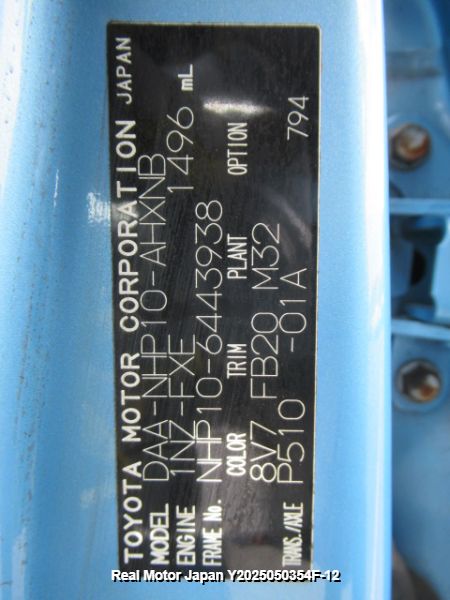 TOYOTA MOTOR CORPORATION JAPAN
MODEL DAA-NHP10-AHXNB
ENGINE 1NZ-FXE 1496 mL
FRAME No. NHP10-6443938
COLOR TRIM PLANT OPTION
8V7 FB20 M32 794
TRANS./AXLE P510 -01A
Real Motor Japan Y2025050354F-12